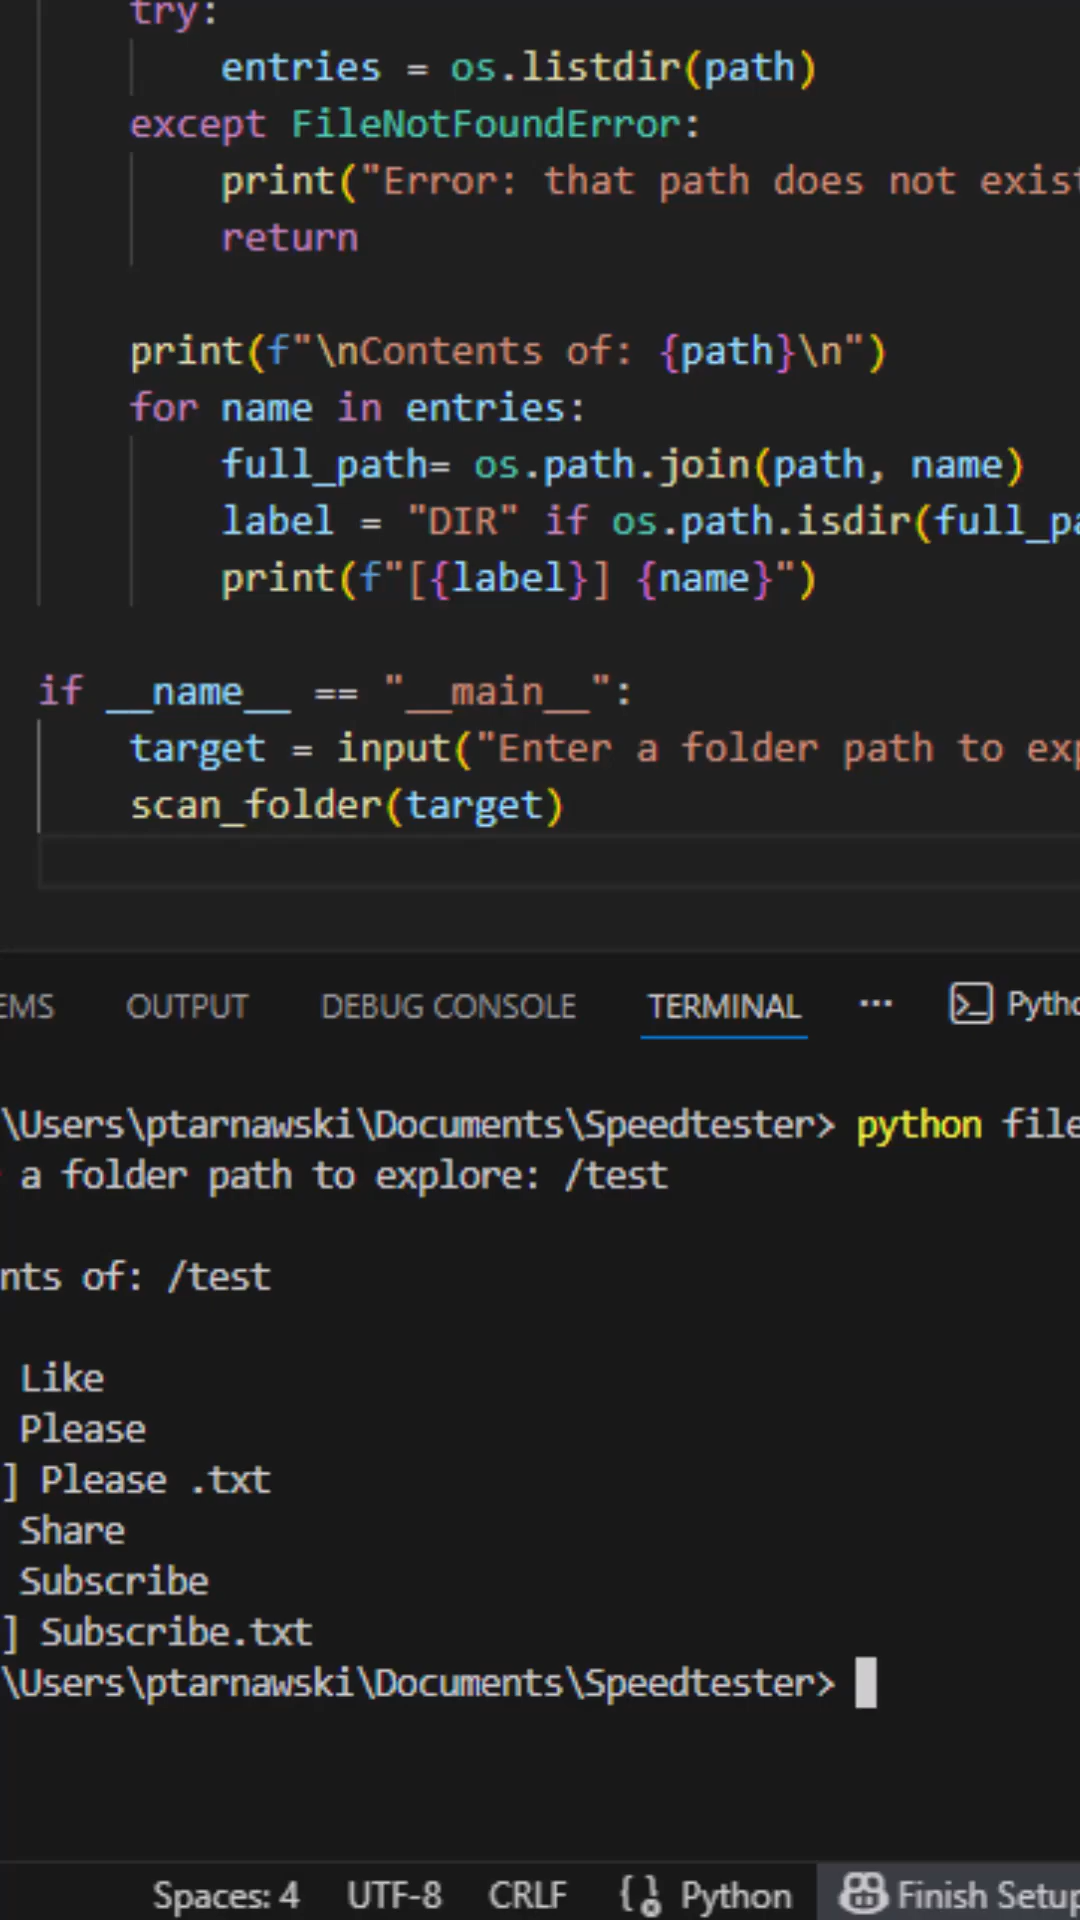 try:
entries = os.listdir(path)
except FileNotFoundError:
print("Error: that path does not exist
return
print(f"\nContents of: {path}\n")
for name in entries:
full_path= os.path.join(path, name)
label = "DIR" if os.path.isdir(full_pa
print(f"[{label}] {name}")
if __name__ == "__main__":
target = input("Enter a folder path to exp
scan_folder(target)
EMS OUTPUT DEBUG CONSOLE TERMINAL ... Pytho
\Users\ptarnawski\Documents\Speedtester> python file
a folder path to explore: /test
nts of: /test
Like
Please
] Please .txt
Share
Subscribe
] Subscribe.txt
\Users\ptarnawski\Documents\Speedtester>
Spaces: 4 UTF-8 CRLF {} Python Finish Setup